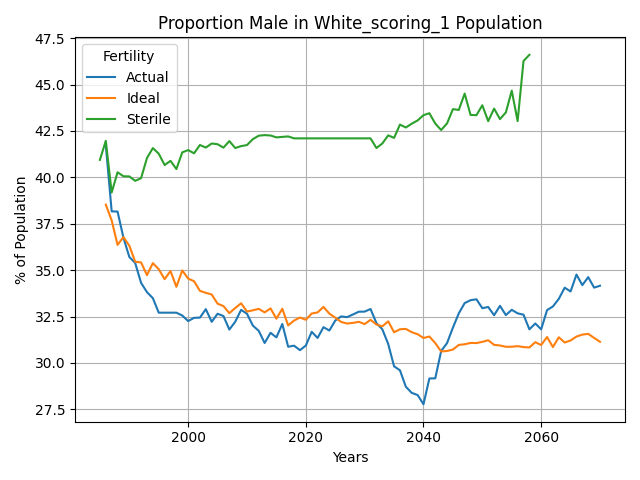 Proportion Male in White_scoring_1 Population
47.5
45.0
42.5
40.0
37.5
35.0
32.5
30.0
27.5
% of Population
Fertility
Actual
Ideal
Sterile
2000 2020 2040 2060
Years